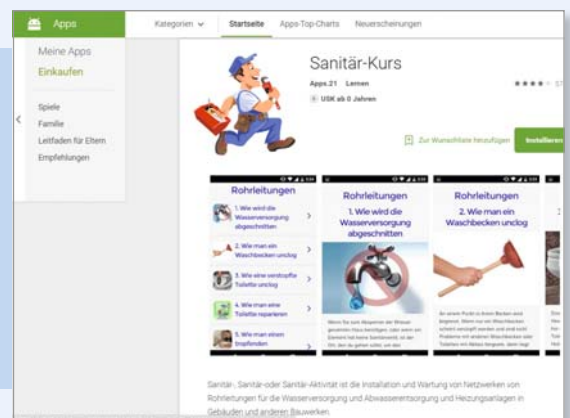 Apps
Kategorien
Startseite
Apps-Top-Charts
Neuerscheinungen
Meine Apps
Einkaufen
Spiele
Familie
Leitfaden für Eltern
Empfehlungen
Sanitär-Kurs
Apps.21 Lernen
USK ab 0 Jahren
Zur Wunschliste hinzufügen
Installieren
Rohrleitungen
1. Wie wird die
Wasserversorgung
abgeschnitten
2. Wie man ein
Waschbecken unclog
3. Wie eine verstopfte
Toilette unclog
4. Wie man eine
Toilette reparieren
5. Wie man einen
Rohrleitungen
1. Wie wird die
Wasserversorgung
abgeschnitten
Rohrleitungen
2. Wie man ein
Waschbecken unclog
Sanitär-, Sanitär-oder Sanitär-Aktivität ist die Installation und Wartung von Netzwerken von
Rohrleitungen für die Wasserversorgung und Abwasserentsorgung und Heizungsanlagen in
Gebäuden und anderen Bauwerken.